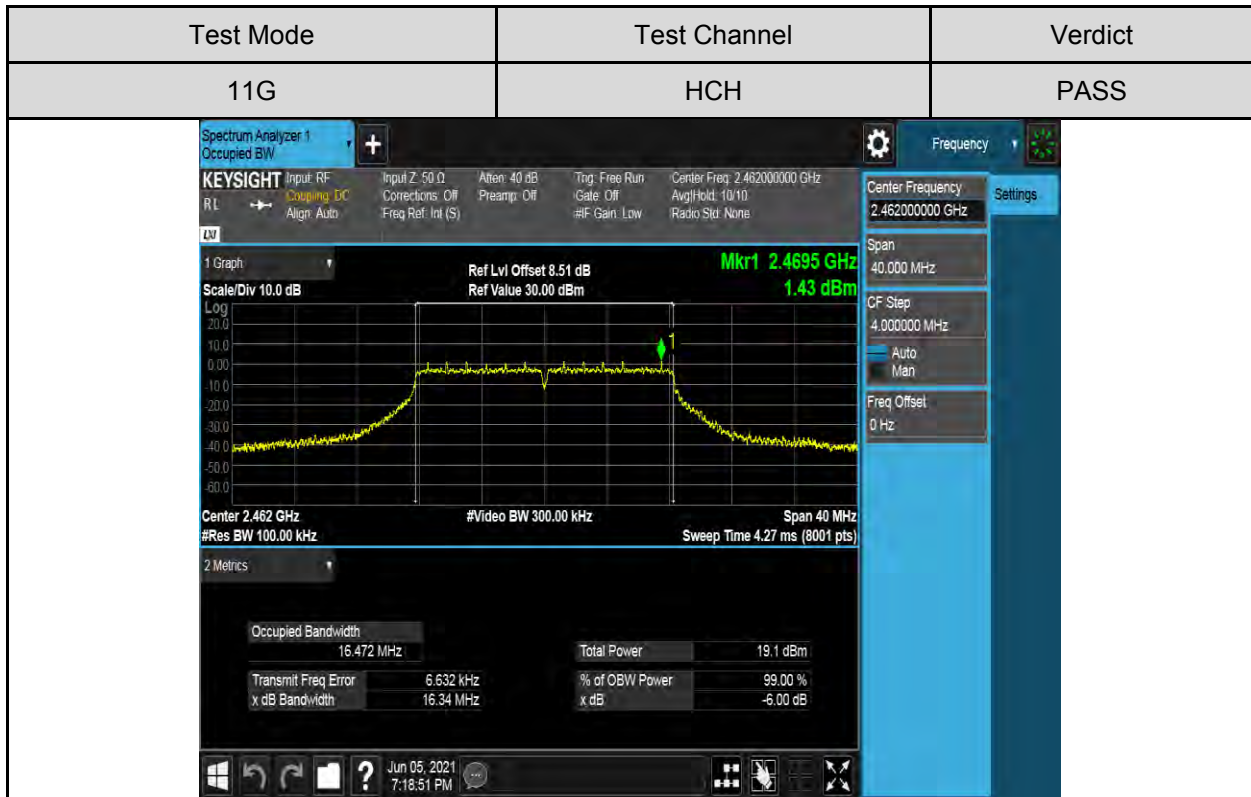 Test Mode Test Channel Verdict
11G HCH PASS
Spectrum Analyzer 1
Occupied BW
+
Frequency
KEYSIGHT Input: RF Input Z: 50 Ω Atten: 40 dB Trig: Free Run Center Freq: 2.462000000 GHz
RL Coupling: DC Corrections: Off Preamp: Off Gate: Off Avg|Hold: 10/10
Align: Auto Freq Ref: Int (S) #IF Gain: Low Radio Std: None
LXI
Center Frequency
2.462000000 GHz
Settings
Span
40.000 MHz
CF Step
4.000000 MHz
Auto
Man
Freq Offset
0 Hz
1 Graph
Ref Lvl Offset 8.51 dB Mkr1 2.4695 GHz
Scale/Div 10.0 dB Ref Value 30.00 dBm 1.43 dBm
Log
20.0
10.0
0.00
-10.0
-20.0
-30.0
-40.0
-50.0
-60.0
1
Center 2.462 GHz #Video BW 300.00 kHz Span 40 MHz
#Res BW 100.00 kHz Sweep Time 4.27 ms (8001 pts)
2 Metrics
Occupied Bandwidth
16.472 MHz Total Power 19.1 dBm
Transmit Freq Error 6.632 kHz % of OBW Power 99.00 %
x dB Bandwidth 16.34 MHz x dB -6.00 dB
? Jun 05, 2021
7:18:51 PM